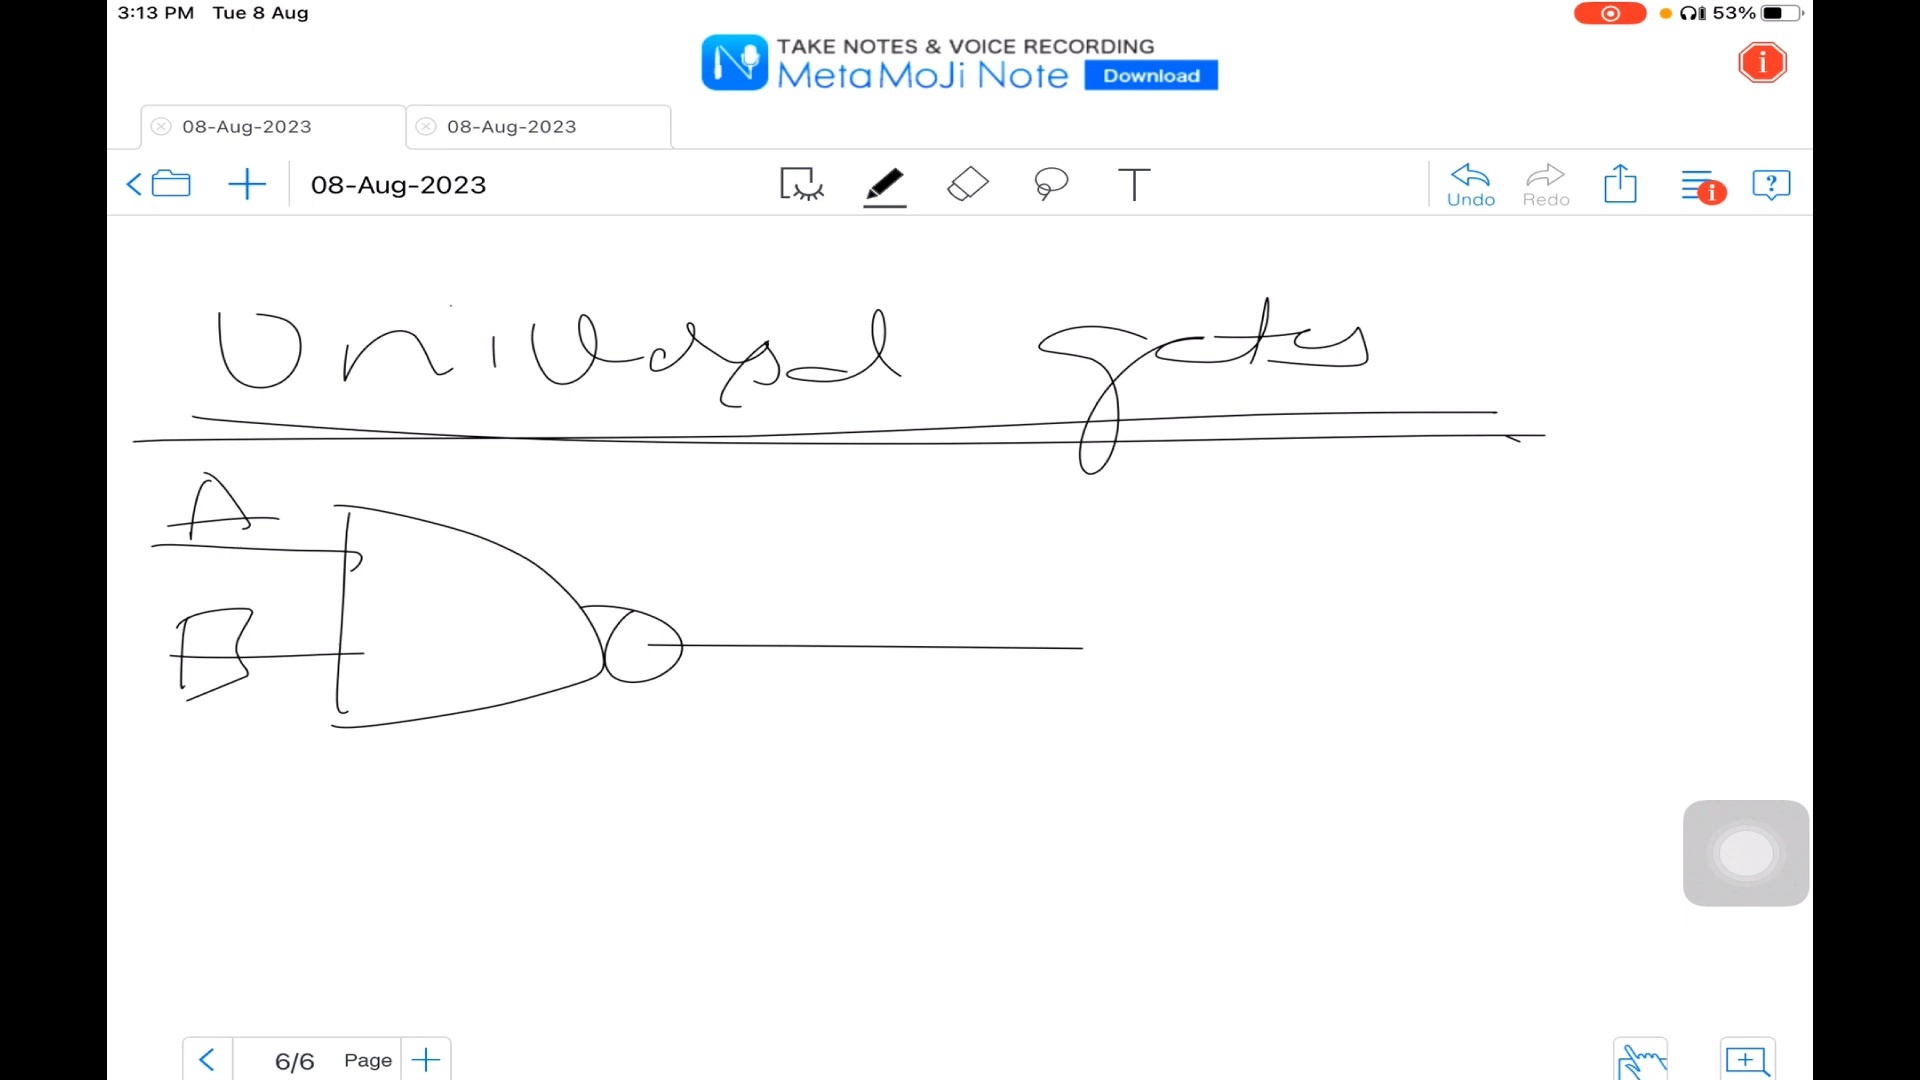 3:13 PM Tue 8 Aug 53%
TAKE NOTES & VOICE RECORDING
MetaMoJi Note Download
08-Aug-2023 08-Aug-2023
08-Aug-2023 T Undo Redo
Universal gates
A
B
6/6 Page